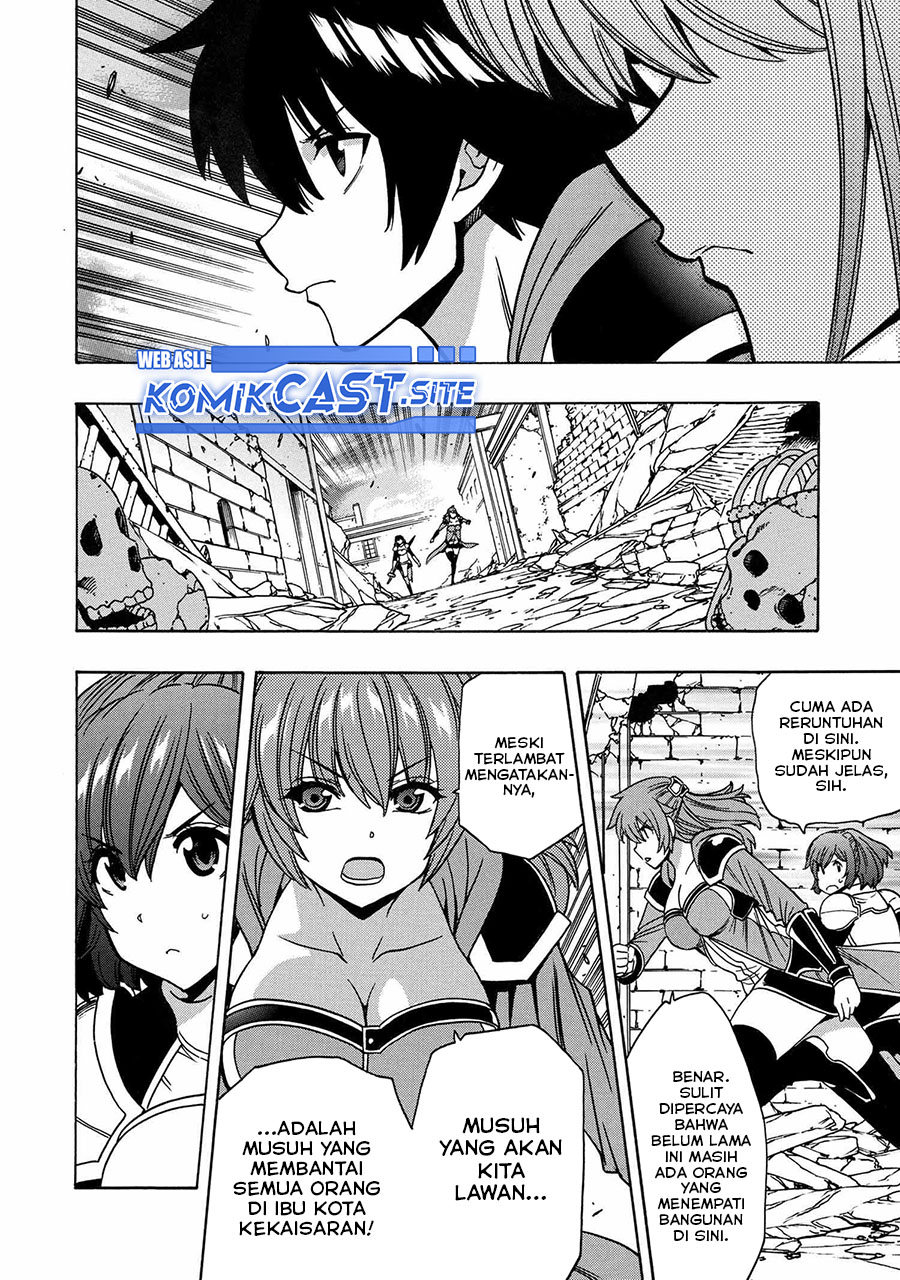 WEB ASLI
KOMIKCAST.SITE
CUMA ADA
RERUNTUHAN
DI SINI.
MESKIPUN
SUDAH JELAS,
SIH.
BENAR.
SULIT
DIPERCAYA
BAHWA
BELUM LAMA
INI MASIH
ADA ORANG
YANG
MENEMPATI
BANGUNAN
DI SINI.
MESKI
TERLAMBAT
MENGATAKAN-
NYA,
MUSUH
YANG AKAN
KITA
LAWAN...
...ADALAH
MUSUH YANG
MEMBANTAI
SEMUA ORANG
DI IBU KOTA
KEKAISARAN!